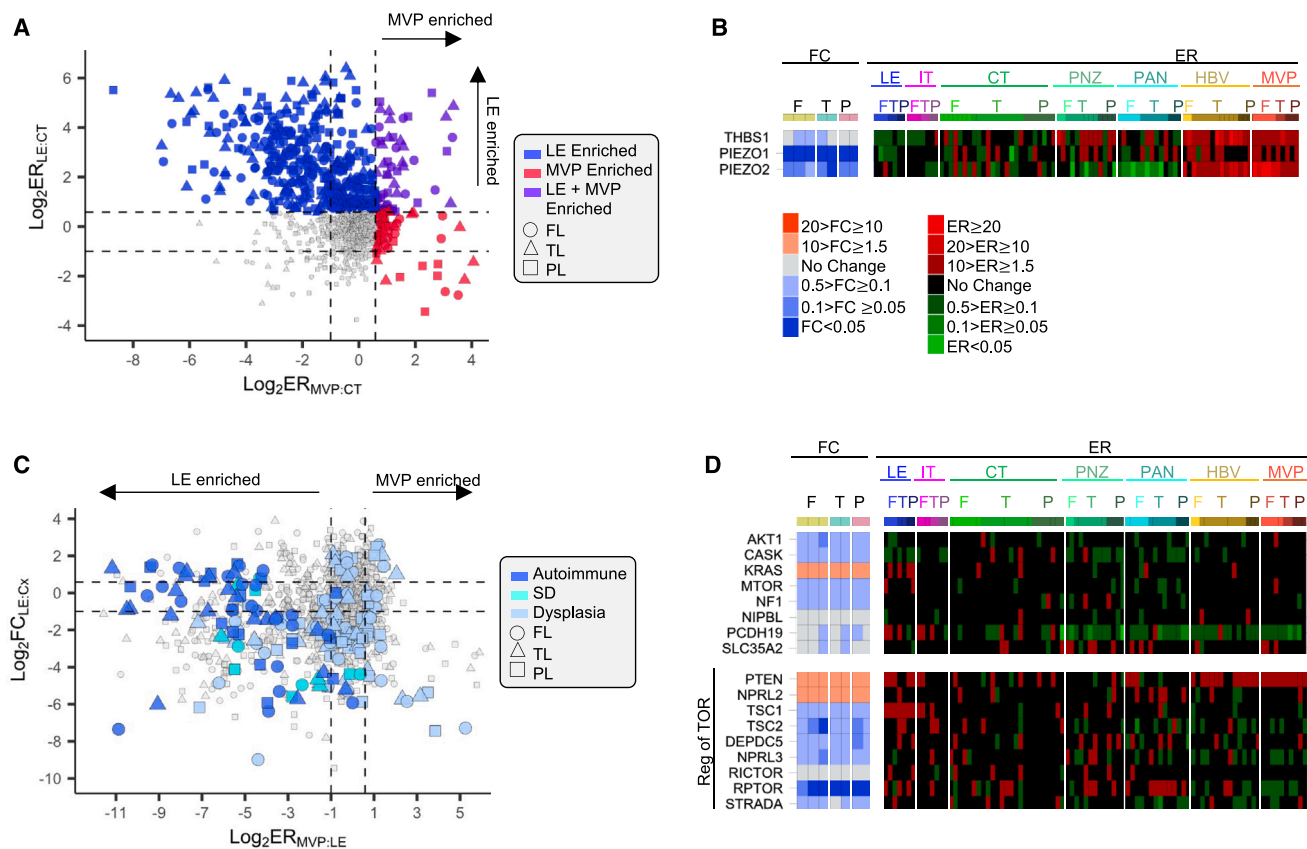 A
MVP enriched
LE enriched
6
4
2
0
-2
-4
Log2ERLE:CT
-8 -6 -4 -2 0 2 4
Log2ERMVP:CT
LE Enriched
MVP Enriched
LE + MVP
Enriched
FL
TL
PL
B
FC ER
LE IT CT PNZ PAN HBV MVP
F T P FTP FTP F T P F T P F T P F T P F T P
THBS1
PIEZO1
PIEZO2
20>FC≥10
10>FC≥1.5
No Change
0.5>FC≥0.1
0.1>FC ≥0.05
FC<0.05
ER≥20
20>ER≥10
10>ER≥1.5
No Change
0.5>ER≥0.1
0.1>ER≥0.05
ER<0.05
C
LE enriched MVP enriched
4
2
0
-2
-4
-6
-8
-10
Log2FCLE:Cx
-11 -9 -7 -5 -3 -1 1 3 5
Log2ERMVP:LE
Autoimmune
SD
Dysplasia
FL
TL
PL
D
FC ER
LE IT CT PNZ PAN HBV MVP
F T P FTP FTP F T P F T P F T P F T P F T P
AKT1
CASK
KRAS
MTOR
NF1
NIPBL
PCDH19
SLC35A2
Reg of TOR
PTEN
NPRL2
TSC1
TSC2
DEPDC5
NPRL3
RICTOR
RPTOR
STRADA